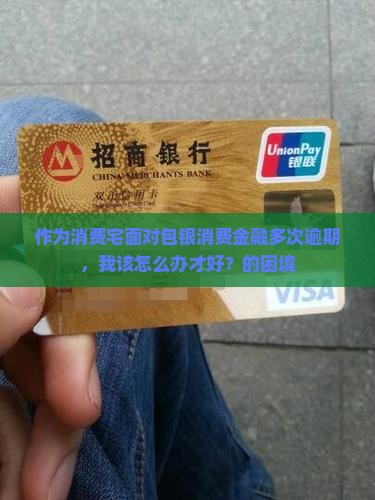 招商银行
CHINA MERCHANTS BANK
UnionPay
银联
双币信用卡
作为消费宅面对包银消费金融多次逾期
，我该怎么办才好？的困境
VISA